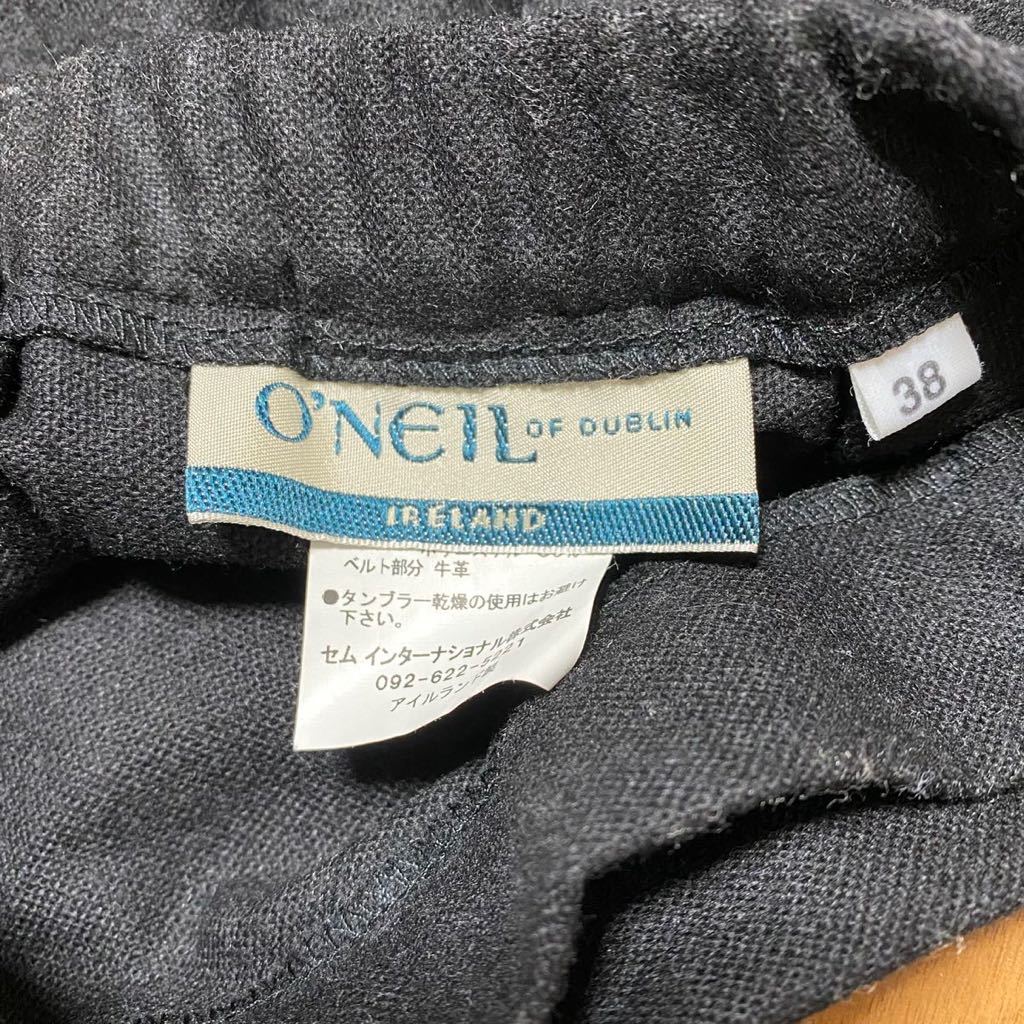 O'NEIL OF DUBLIN
38
IRELAND
ベルト部分 牛革
●タンブラー乾燥の使用はお避け
下さい。
セム インターナショナル株式会社
092-622-5221
アイルランド製